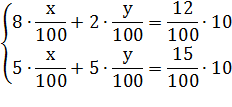 8 · x/100 + 2 · y/100 = 12/100 · 10
5 · x/100 + 5 · y/100 = 15/100 · 10